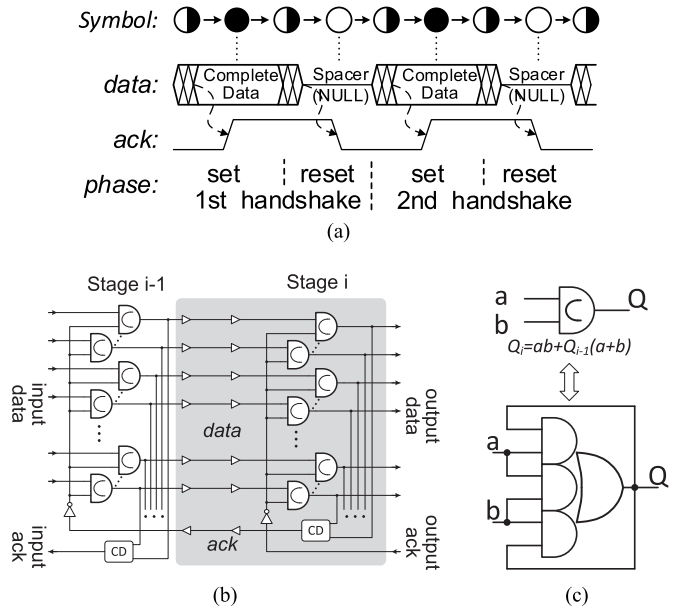 Symbol:
data:
Complete Data
Spacer (NULL)
Complete Data
Spacer (NULL)
ack:
phase:
set
reset
set
reset
1st handshake
2nd handshake
(a)
Stage i-1
Stage i
input data
data
output data
input ack
CD
ack
CD
output ack
(b)
a
b
C
Q
Qi=ab+Qi-1(a+b)
a
b
Q
(c)
C
C
C
C
C
C
C
C
C
C
C
C